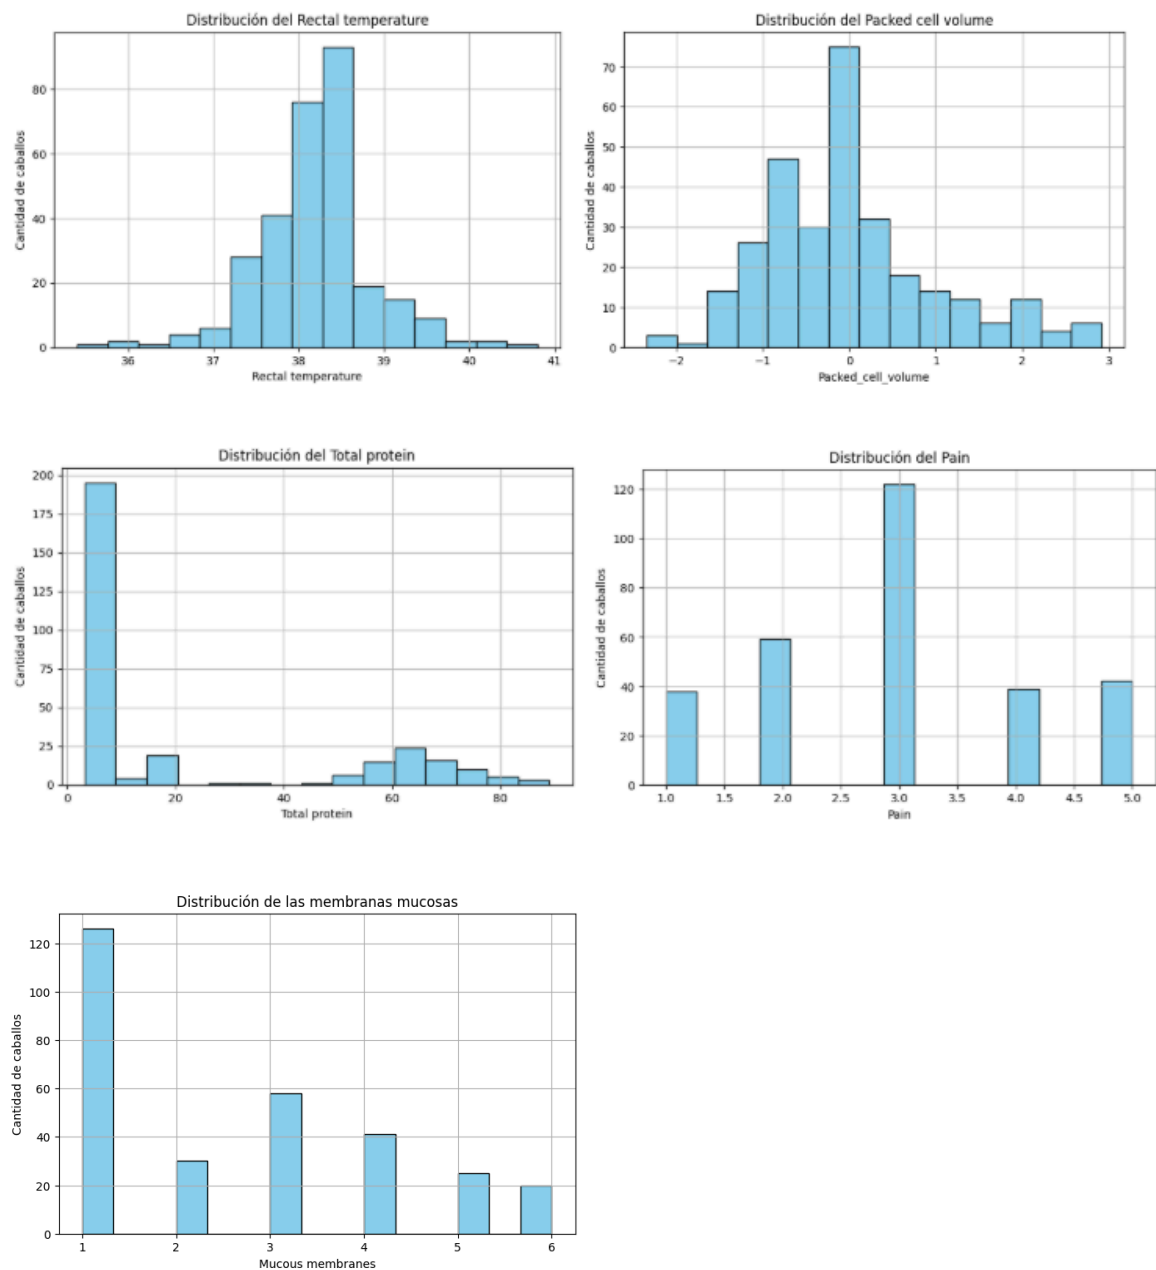 Distribución del Rectal temperature
Cantidad de caballos
80
60
40
20
0
36 37 38 39 40 41
Rectal temperature
Distribución del Packed cell volume
Cantidad de caballos
70
60
50
40
30
20
10
0
−2 −1 0 1 2 3
Packed_cell_volume
Distribución del Total protein
Cantidad de caballos
200
175
150
125
100
75
50
25
0
0 20 40 60 80
Total protein
Distribución del Pain
Cantidad de caballos
120
100
80
60
40
20
0
1.0 1.5 2.0 2.5 3.0 3.5 4.0 4.5 5.0
Pain
Distribución de las membranas mucosas
Cantidad de caballos
120
100
80
60
40
20
0
1 2 3 4 5 6
Mucous membranes